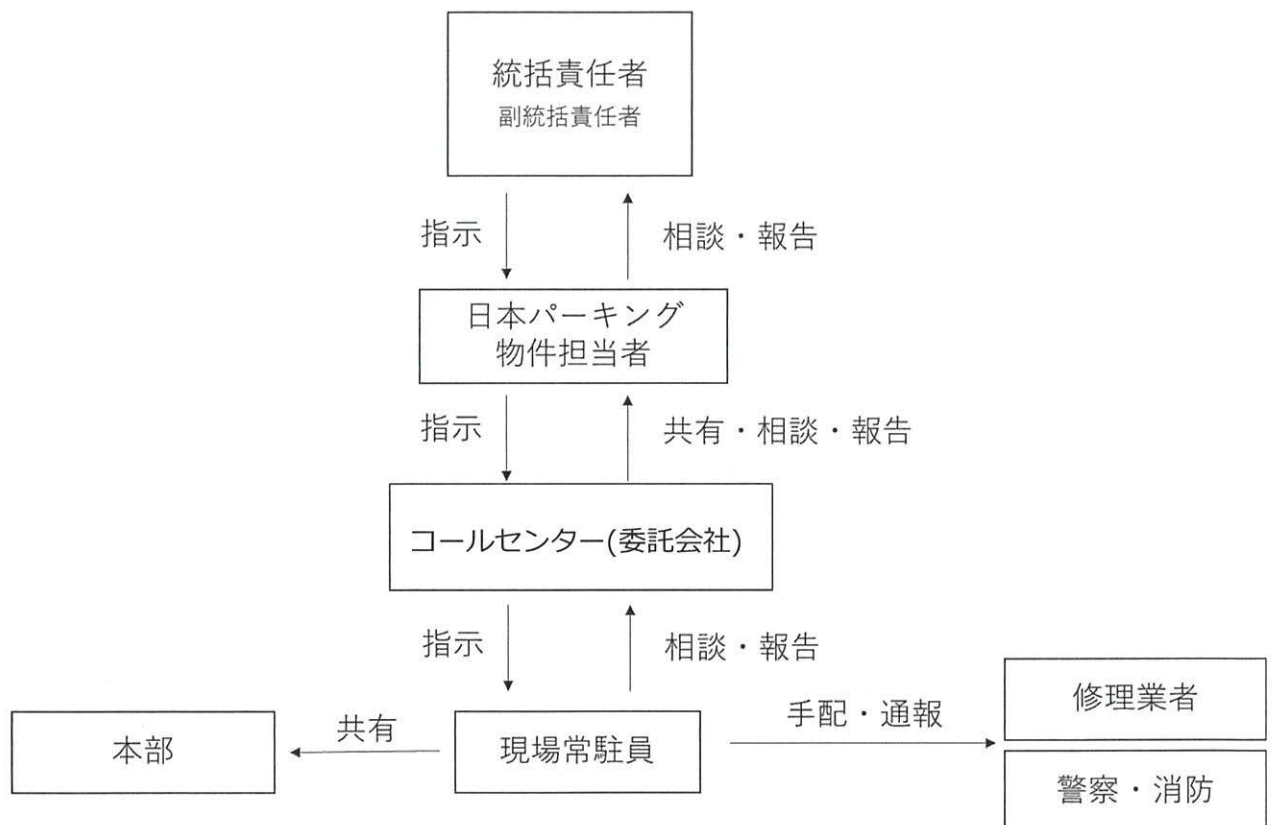 統括責任者
副統括責任者
指示
相談・報告
日本パーキング
物件担当者
指示
共有・相談・報告
コールセンター(委託会社)
指示
相談・報告
本部
共有
現場常駐員
手配・通報
修理業者
警察・消防